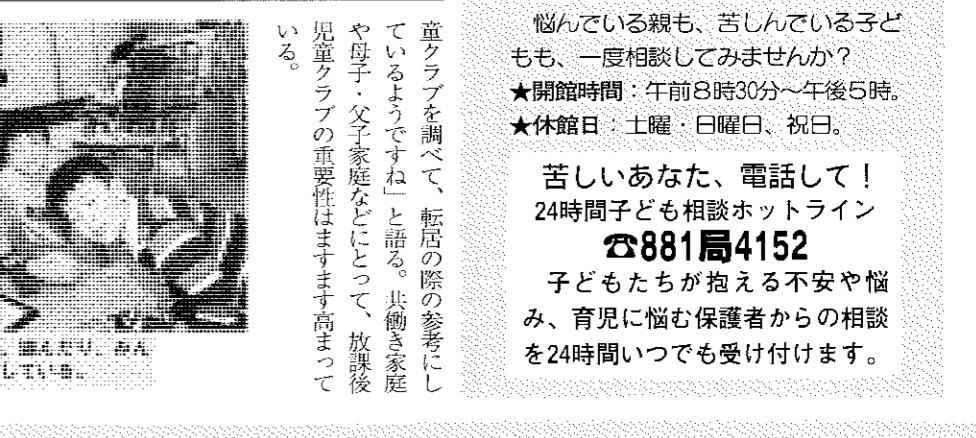 童クラブを調べて、転居の際の参考にし
ているようですね」と語る。共働き家庭
や母子・父子家庭などにとって、放課後
児童クラブの重要性はますます高まって
いる。
悩んでいる親も、苦しんでいる子ど
もも、一度相談してみませんか？
★開館時間：午前8時30分～午後5時。
★休館日：土曜・日曜日、祝日。
苦しいあなた、電話して！
24時間子ども相談ホットライン
☎881局4152
子どもたちが抱える不安や悩
み、育児に悩む保護者からの相談
を24時間いつでも受け付けます。
している。